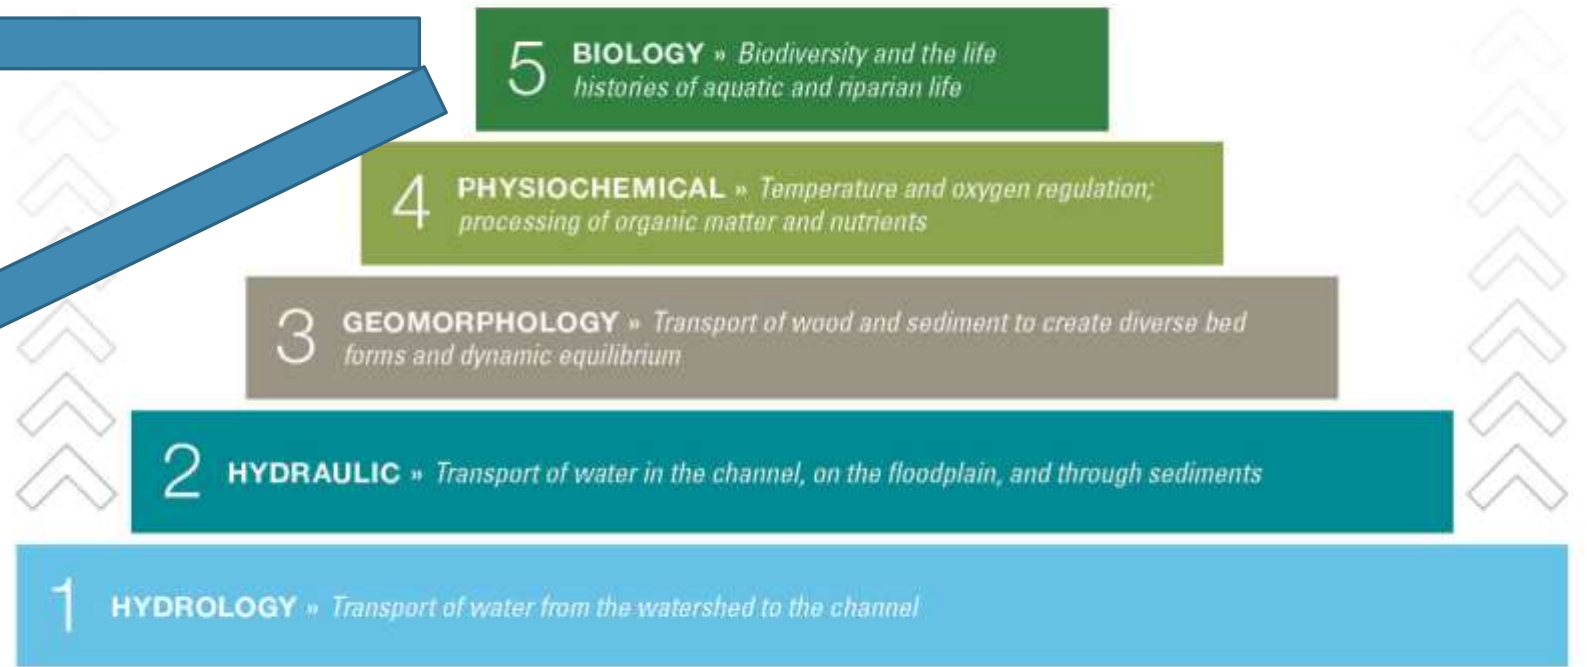 5 BIOLOGY » Biodiversity and the life
histories of aquatic and riparian life
4 PHYSIOCHEMICAL » Temperature and oxygen regulation;
processing of organic matter and nutrients
3 GEOMORPHOLOGY » Transport of wood and sediment to create diverse bed
forms and dynamic equilibrium
2 HYDRAULIC » Transport of water in the channel, on the floodplain, and through sediments
1 HYDROLOGY » Transport of water from the watershed to the channel